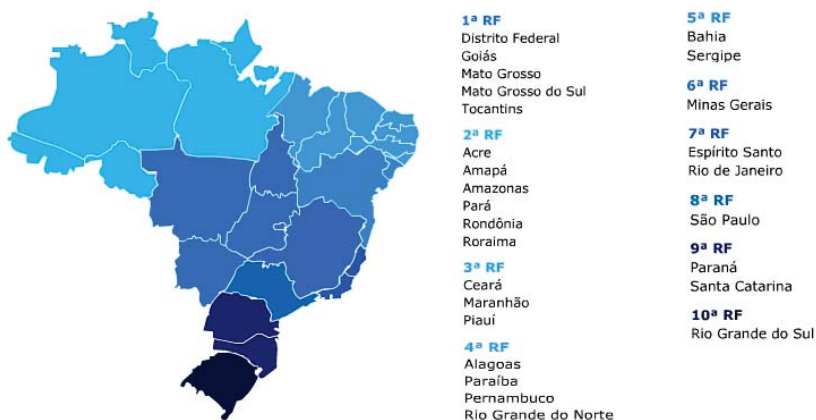 1ª RF
Distrito Federal
Goiás
Mato Grosso
Mato Grosso do Sul
Tocantins
2ª RF
Acre
Amapá
Amazonas
Pará
Rondônia
Roraima
3ª RF
Ceará
Maranhão
Piauí
4ª RF
Alagoas
Paraíba
Pernambuco
Rio Grande do Norte
5ª RF
Bahia
Sergipe
6ª RF
Minas Gerais
7ª RF
Espírito Santo
Rio de Janeiro
8ª RF
São Paulo
9ª RF
Paraná
Santa Catarina
10ª RF
Rio Grande do Sul